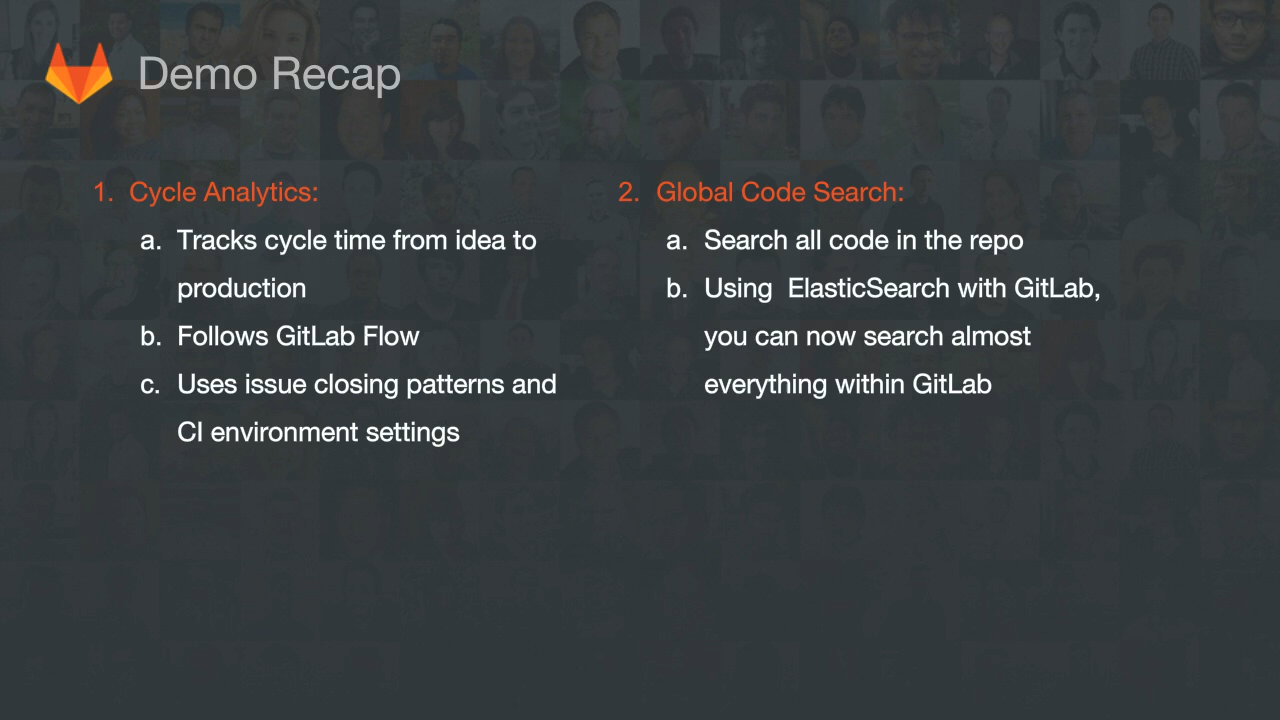 Demo Recap
1. Cycle Analytics:
a. Tracks cycle time from idea to
production
b. Follows GitLab Flow
c. Uses issue closing patterns and
CI environment settings
2. Global Code Search:
a. Search all code in the repo
b. Using  ElasticSearch with GitLab,
you can now search almost
everything within GitLab